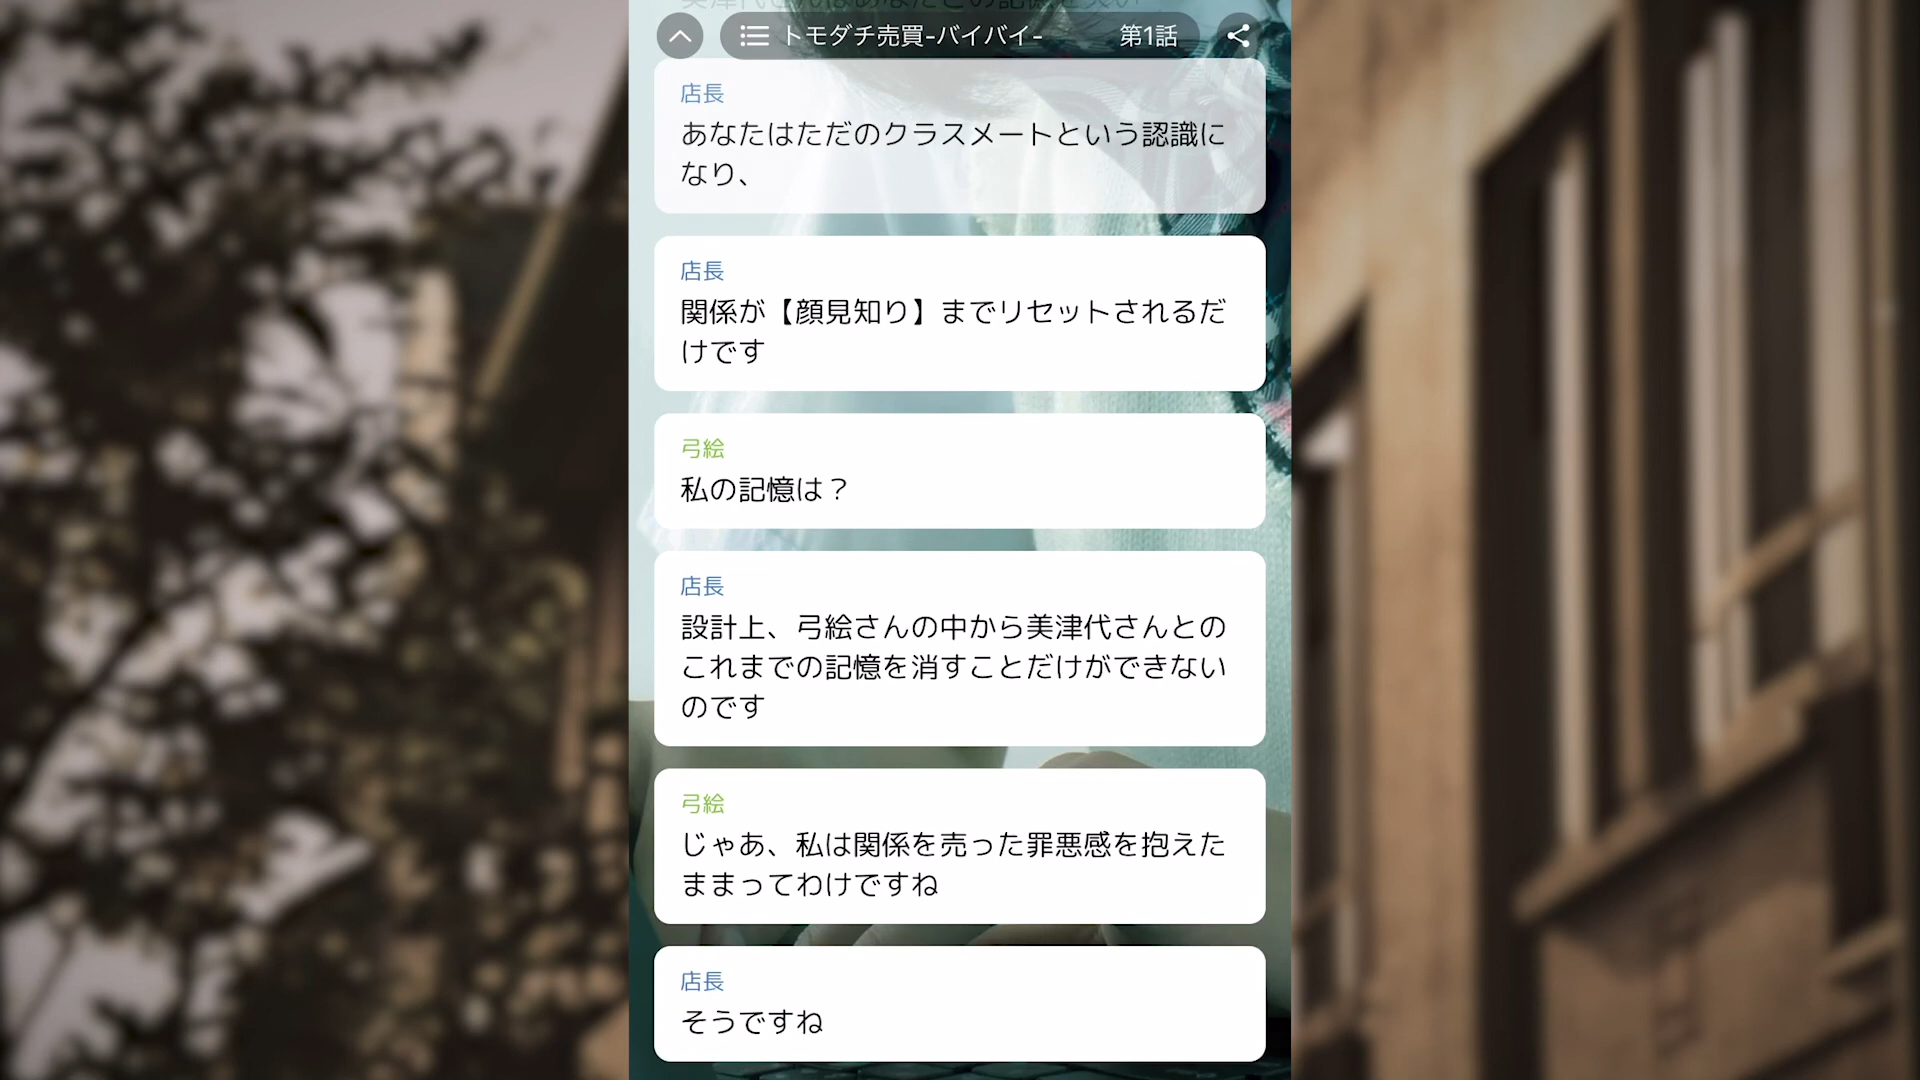 トモダチ売買-バイバイ- 第1話
店長
あなたはただのクラスメートという認識に
なり、
店長
関係が【顔見知り】までリセットされるだ
けです
弓絵
私の記憶は？
店長
設計上、弓絵さんの中から美津代さんとの
これまでの記憶を消すことだけができない
のです
弓絵
じゃあ、私は関係を売った罪悪感を抱えた
ままってわけですね
店長
そうですね